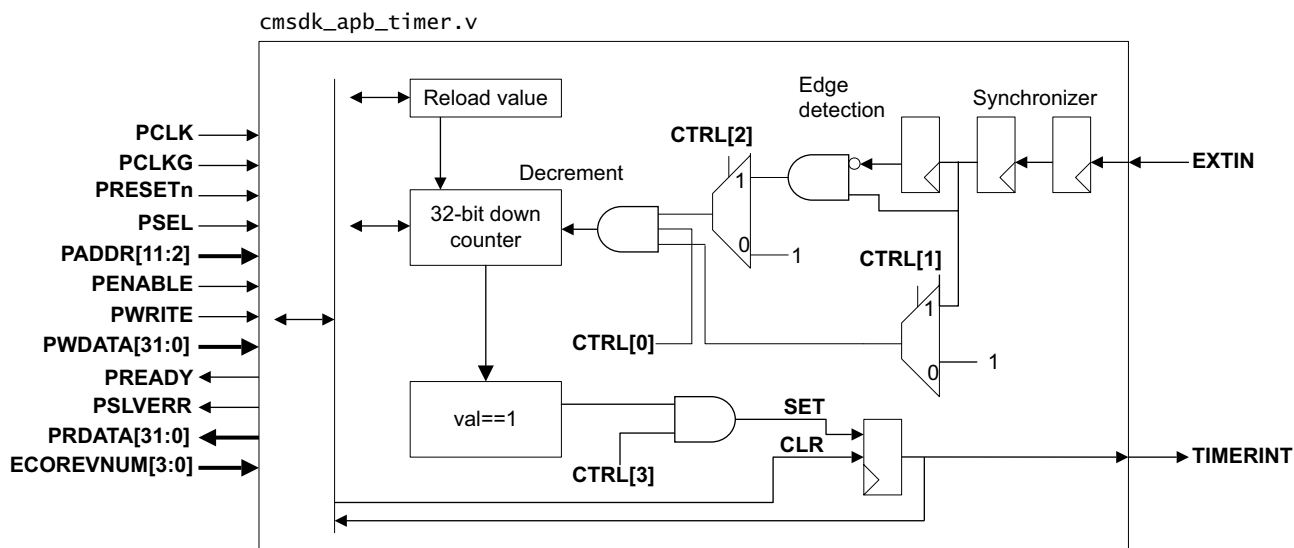 cmsdk_apb_timer.v
PCLK
PCLKG
PRESETn
PSEL
PADDR[11:2]
PENABLE
PWRITE
PWDATA[31:0]
PREADY
PSLVERR
PRDATA[31:0]
ECOREVNUM[3:0]
Reload value
Decrement
32-bit down
counter
val==1
CTRL[2]
1
0
1
Edge
detection
Synchronizer
EXTIN
CTRL[1]
1
0
1
CTRL[0]
CTRL[3]
SET
CLR
TIMERINT